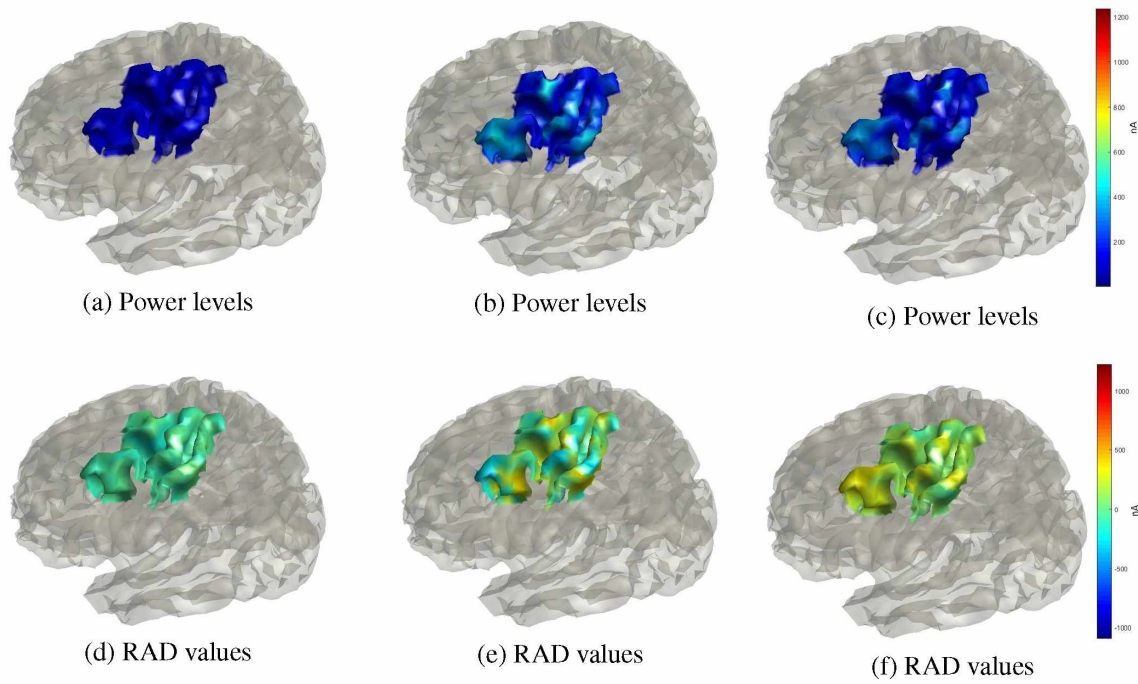 1200
1000
800
600
400
200
nA
(a) Power levels
(b) Power levels
(c) Power levels
1000
500
0
-500
-1000
nA
(d) RAD values
(e) RAD values
(f) RAD values